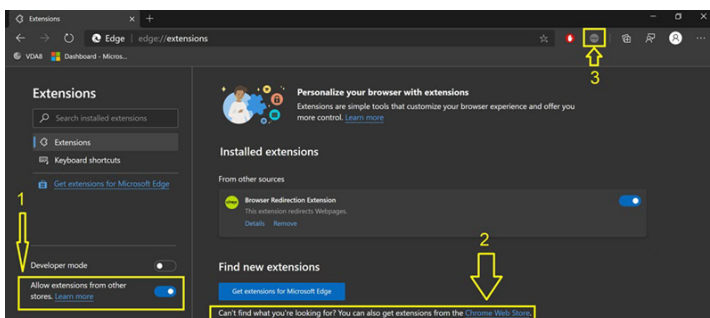 Extensions
Edge | edge://extensions
VDA8 Dashboard - Micros...
3
Extensions
Search installed extensions
Extensions
Keyboard shortcuts
Get extensions for Microsoft Edge
1
Developer mode
Allow extensions from other
stores. Learn more
Personalize your browser with extensions
Extensions are simple tools that customize your browser experience and offer you
more control. Learn more
Installed extensions
From other sources
citrix
Browser Redirection Extension
This extension redirects Webpages.
Details Remove
2
Find new extensions
Get extensions for Microsoft Edge
Can't find what you're looking for? You can also get extensions from the Chrome Web Store.